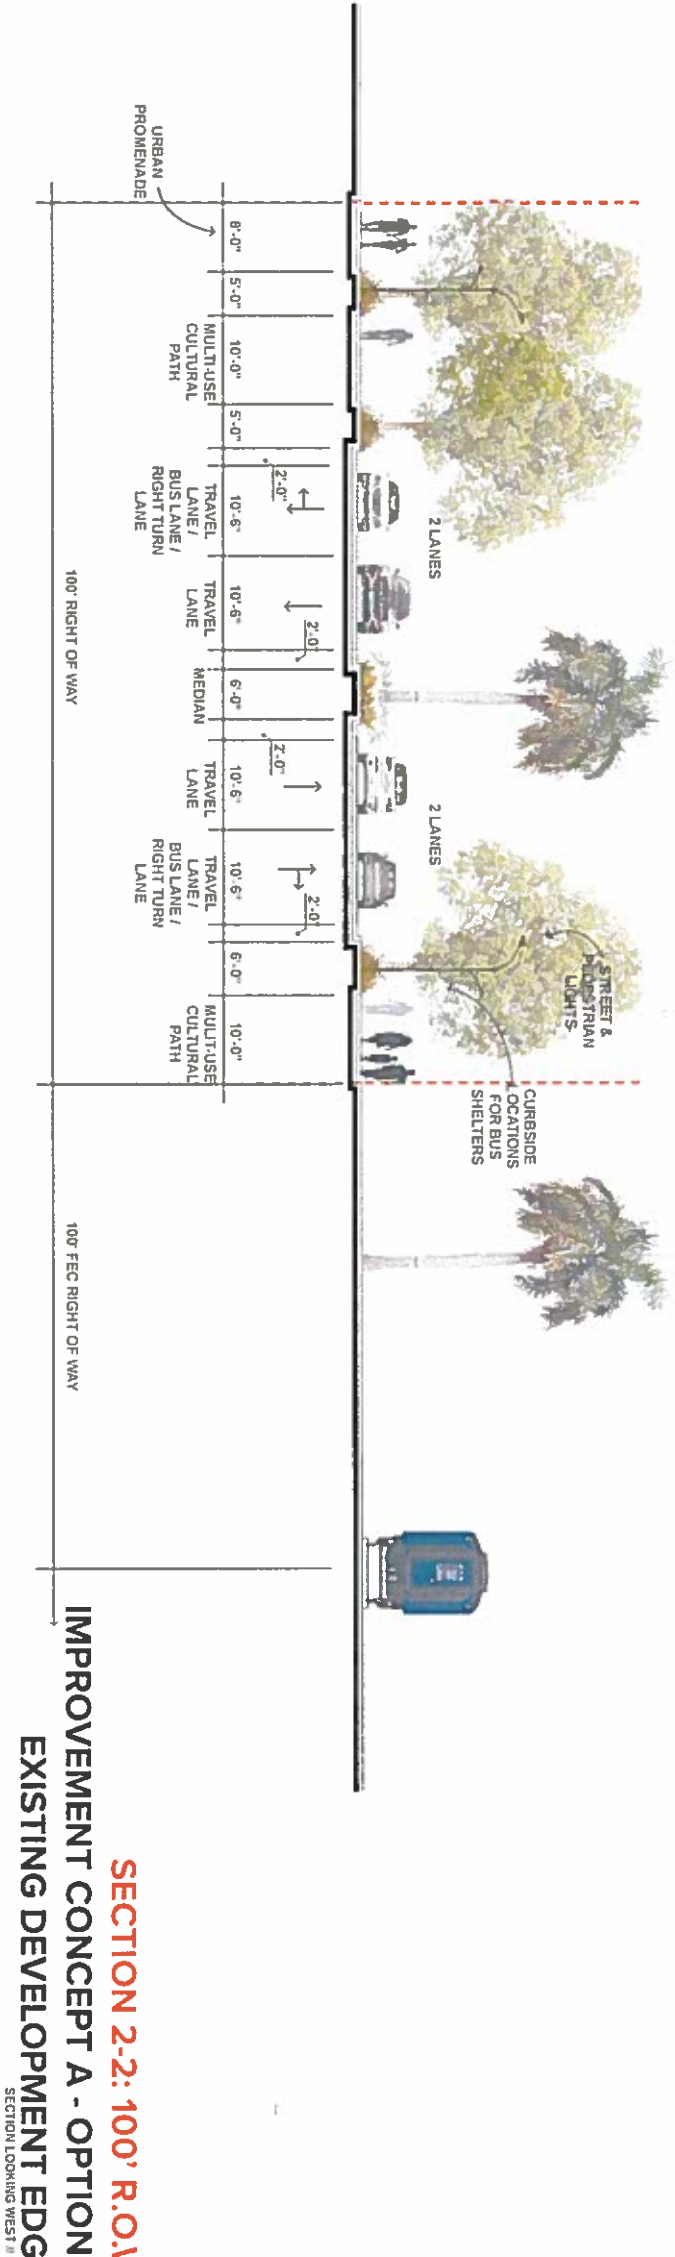 STREET &
PEDESTRIAN
LIGHTS
CURBSIDE
LOCATIONS
FOR BUS
SHELTERS
2 LANES
2 LANES
2'-0"
2'-0"
2'-0"
2'-0"
8'-0"
5'-0"
10'-0"
5'-0"
10'-6"
10'-6"
6'-0"
10'-6"
10'-6"
6'-0"
10'-0"
URBAN
PROMENADE
MULTI-USE
CULTURAL
PATH
TRAVEL
LANE /
BUS LANE /
RIGHT TURN
LANE
TRAVEL
LANE
MEDIAN
TRAVEL
LANE
TRAVEL
LANE /
BUS LANE /
RIGHT TURN
LANE
MULIT-USE
CULTURAL
PATH
100' RIGHT OF WAY
100' FEC RIGHT OF WAY
SECTION 2-2: 100' R.O.
IMPROVEMENT CONCEPT A - OPTION
EXISTING DEVELOPMENT EDG
SECTION LOOKING WEST